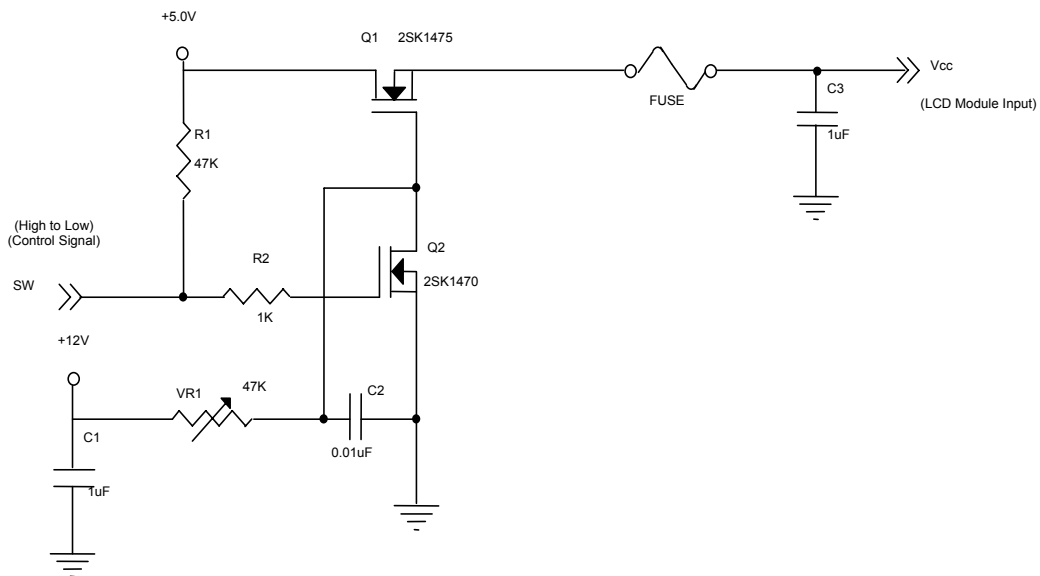 +5.0V
Q1 2SK1475
Vcc
FUSE
C3
(LCD Module Input)
1uF
R1
47K
(High to Low)
(Control Signal)
Q2
R2
SW
2SK1470
1K
+12V
VR1
47K
C2
C1
0.01uF
1uF